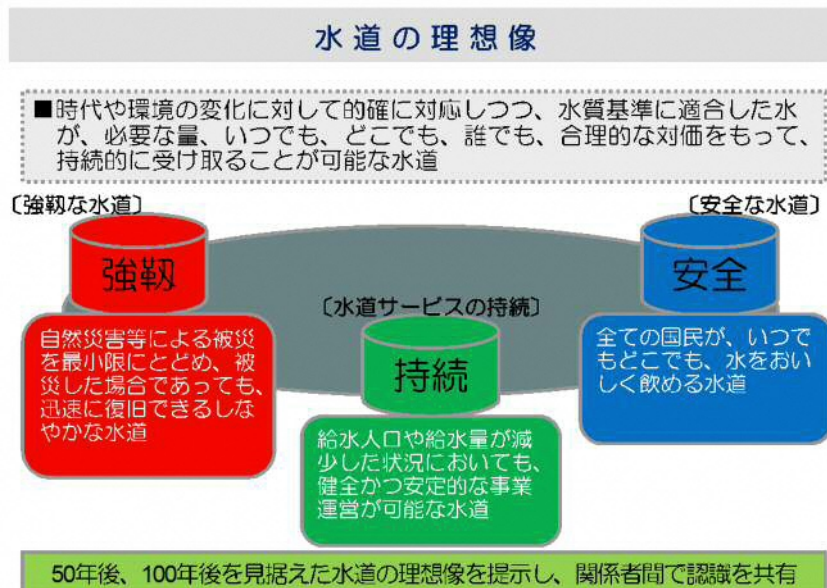 水道の理想像
■時代や環境の変化に対して的確に対応しつつ、水質基準に適合した水
が、必要な量、いつでも、どこでも、誰でも、合理的な対価をもって、
持続的に受け取ることが可能な水道
〔強靱な水道〕
〔安全な水道〕
強靱
安全
〔水道サービスの持続〕
持続
自然災害等による被災
を最小限にとどめ、被
災した場合であっても、
迅速に復旧できるしな
やかな水道
全ての国民が、いつで
もどこでも、水をおい
しく飲める水道
給水人口や給水量が減
少した状況においても、
健全かつ安定的な事業
運営が可能な水道
50年後、100年後を見据えた水道の理想像を提示し、関係者間で認識を共有